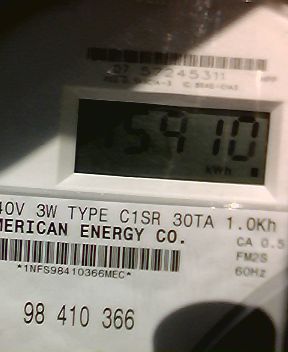 5910
kWh
40V 3W TYPE C1SR 30TA 1.0Kh
MERICAN ENERGY CO.
CA 0.5
FM2S
*1NFS98410366MEC*
60Hz
98 410 366